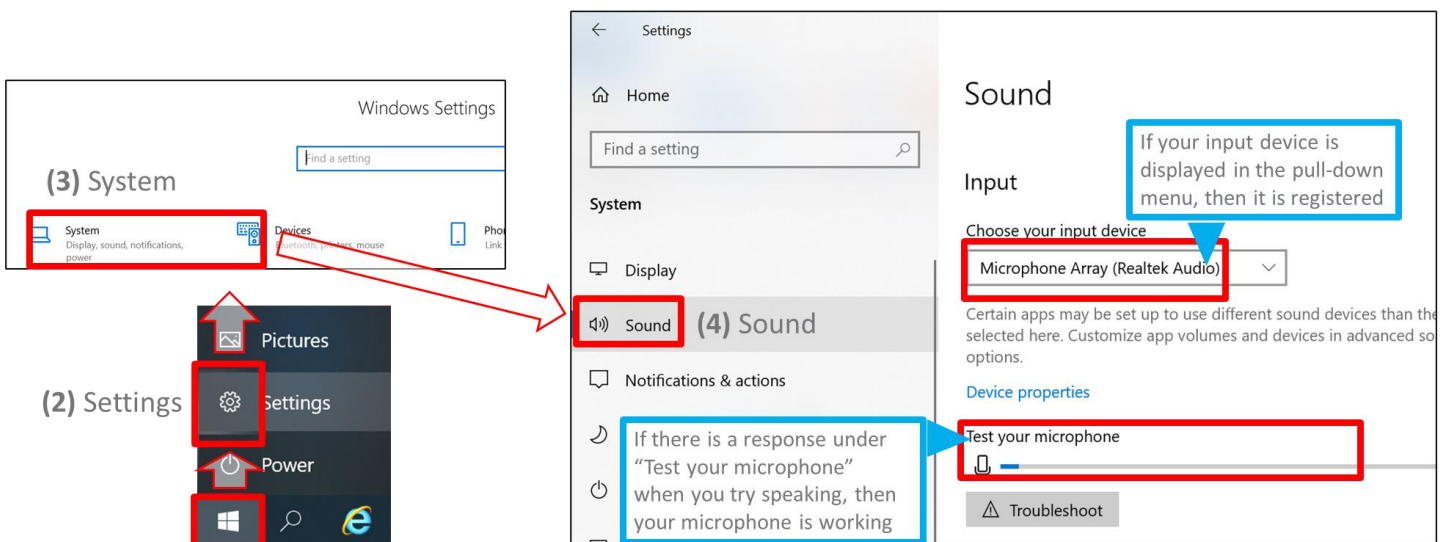 Windows Settings
Find a setting
(3) System
System
Display, sound, notifications,
power
Devices
Bluetooth, printers, mouse
Link
Pictures
(2) Settings
Settings
Power
Settings
Home
Find a setting
System
Display
Sound
(4) Sound
Notifications & actions
If there is a response under
“Test your microphone”
when you try speaking, then
your microphone is working
Sound
If your input device is
displayed in the pull-down
menu, then it is registered
Input
Choose your input device
Microphone Array (Realtek Audio)
Certain apps may be set up to use different sound devices than the
selected here. Customize app volumes and devices in advanced so
options.
Device properties
Test your microphone
Troubleshoot